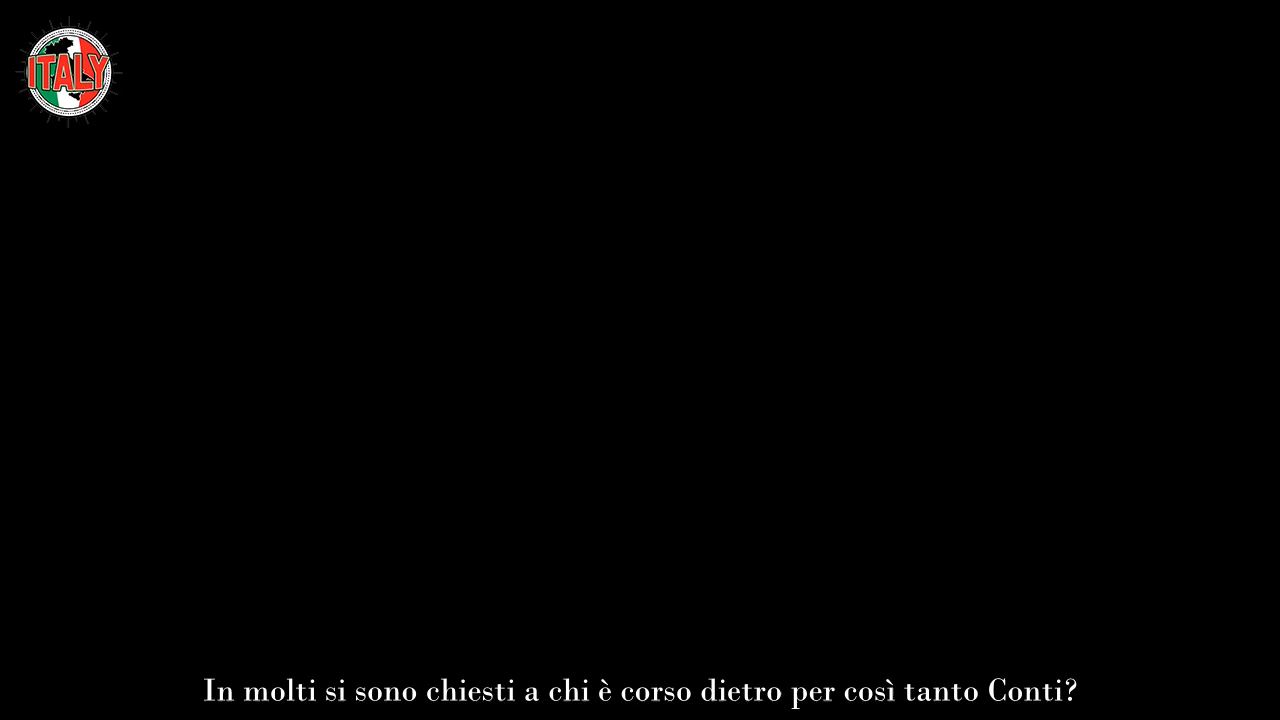 ITALY
In molti si sono chiesti a chi è corso dietro per così tanto Conti?